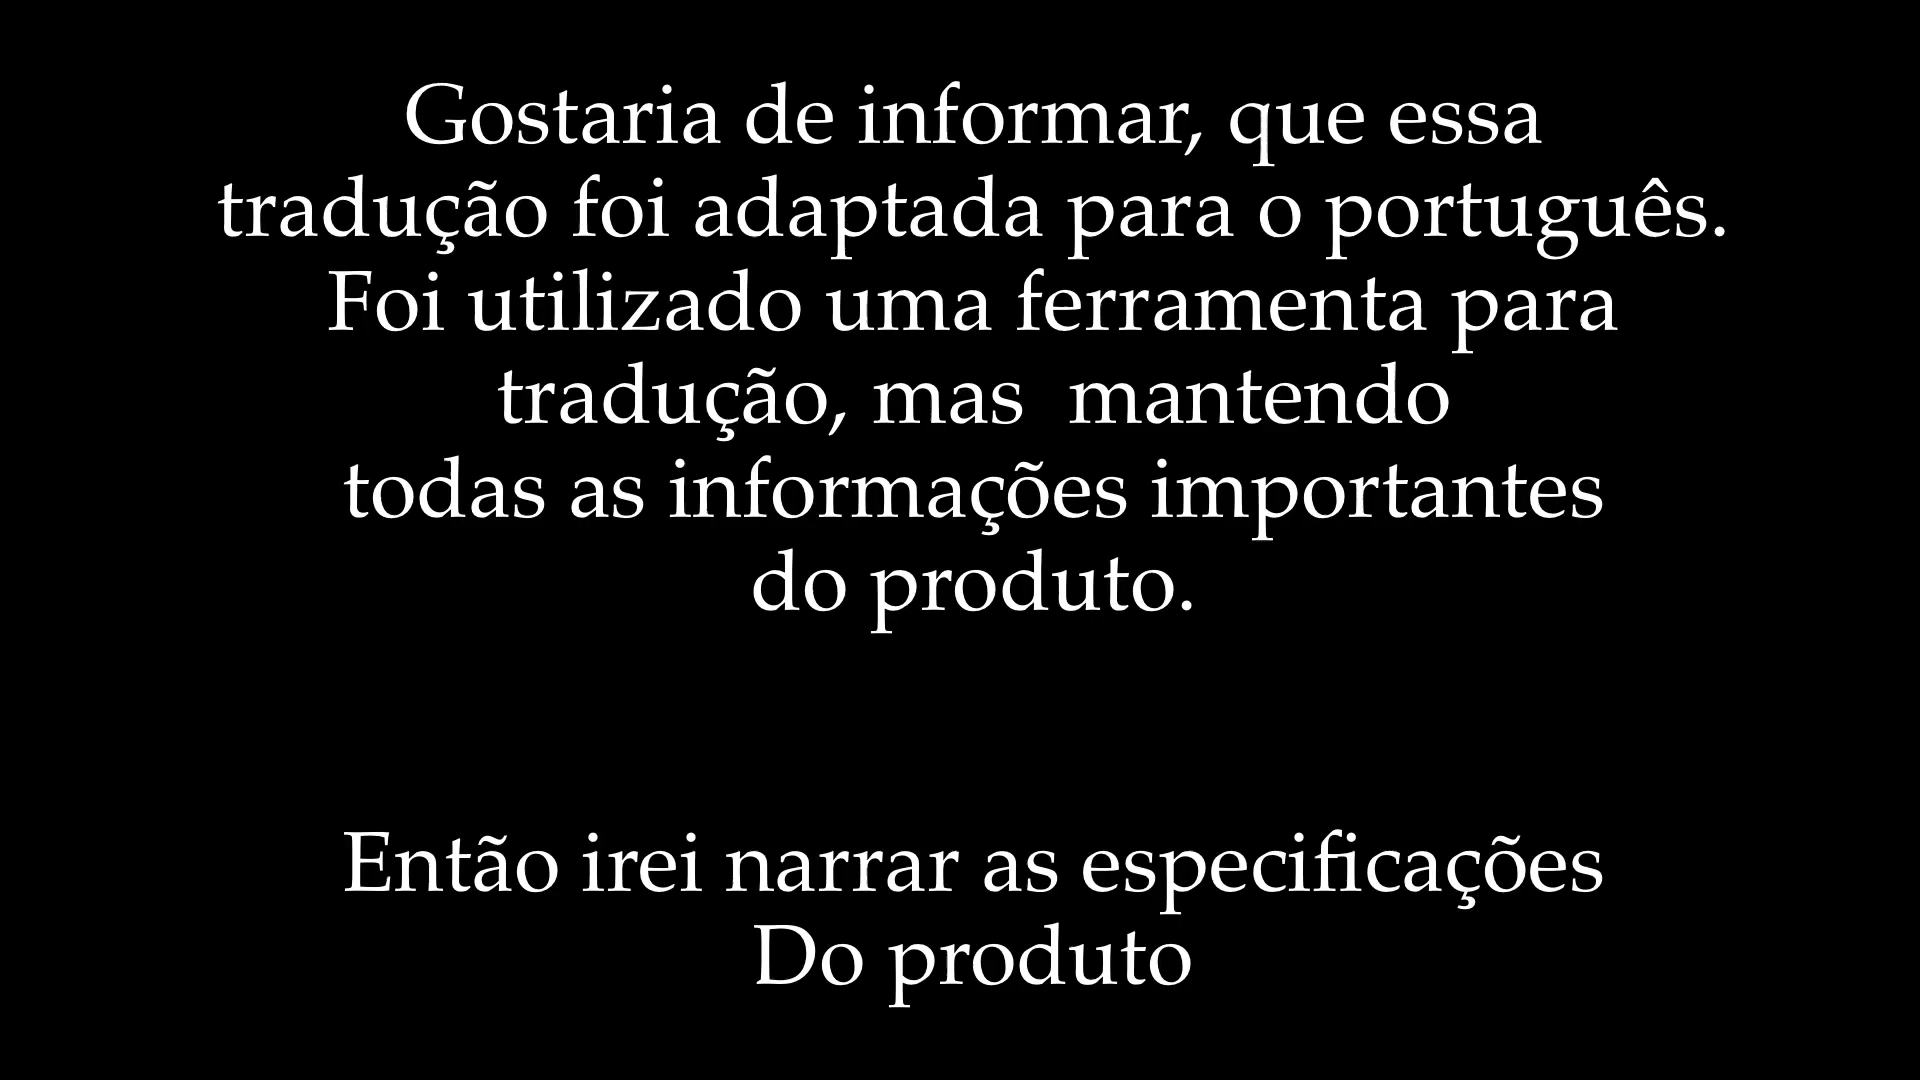 Gostaria de informar, que essa
tradução foi adaptada para o português.
Foi utilizado uma ferramenta para
tradução, mas  mantendo
todas as informações importantes
do produto.
Então irei narrar as especificações
Do produto